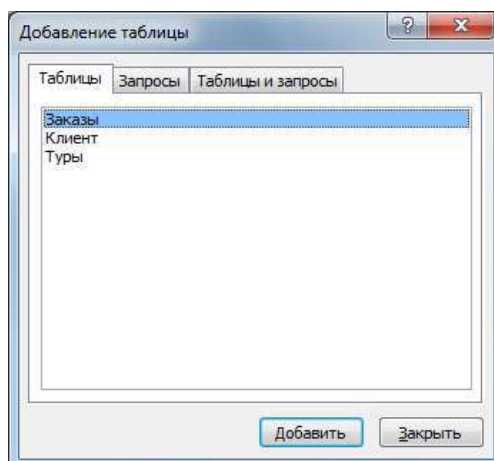 Добавление таблицы
Таблицы Запросы Таблицы и запросы
Заказы
Клиент
Туры
Добавить Закрыть